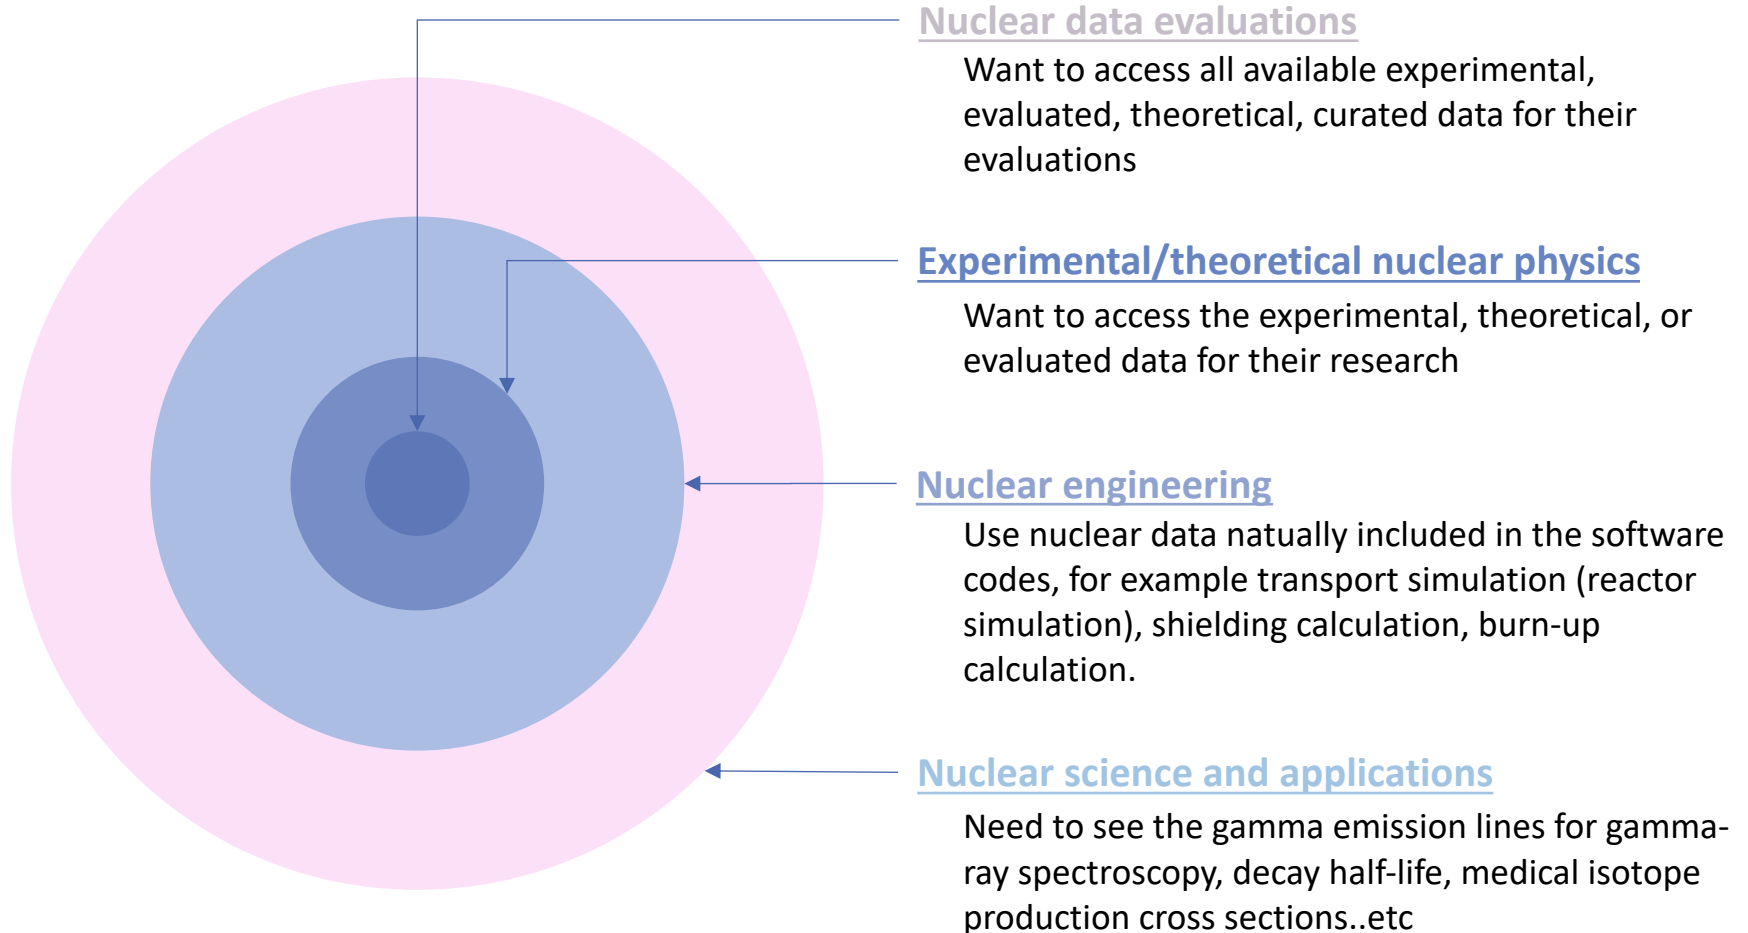 Nuclear data evaluations
Want to access all available experimental,
evaluated, theoretical, curated data for their
evaluations
Experimental/theoretical nuclear physics
Want to access the experimental, theoretical, or
evaluated data for their research
Nuclear engineering
Use nuclear data natually included in the software
codes, for example transport simulation (reactor
simulation), shielding calculation, burn-up
calculation.
Nuclear science and applications
Need to see the gamma emission lines for gamma-
ray spectroscopy, decay half-life, medical isotope
production cross sections..etc